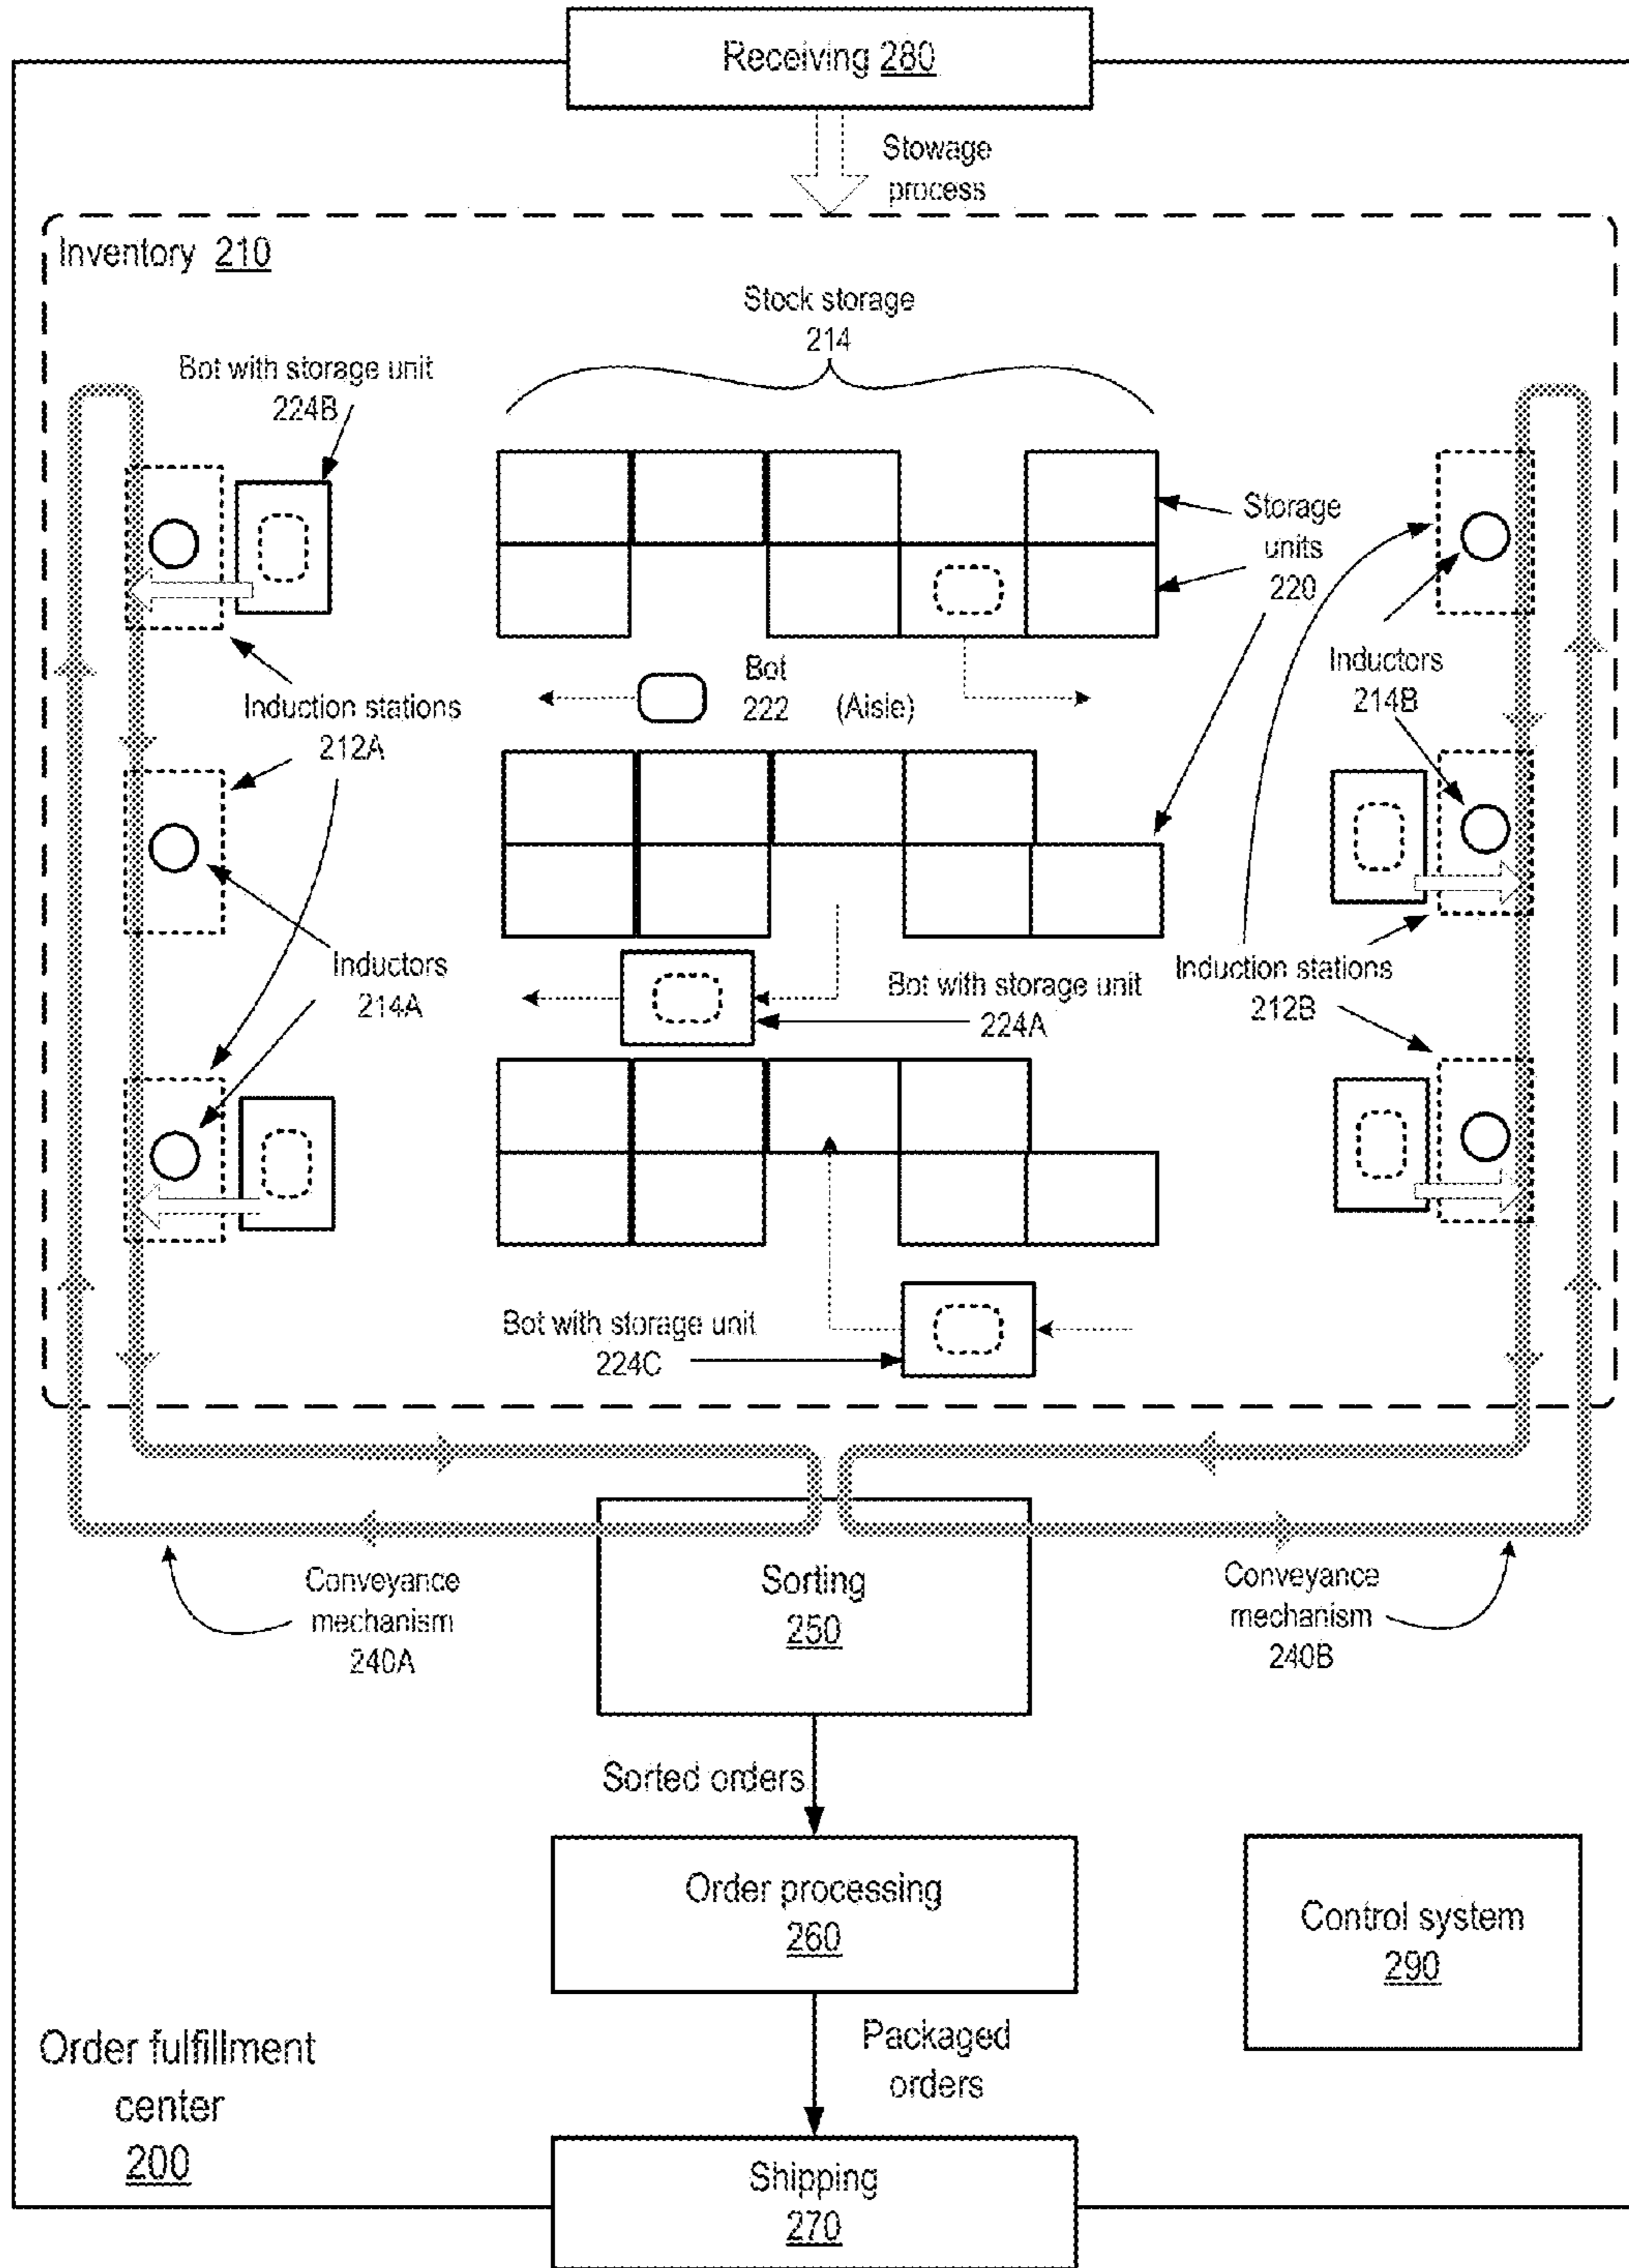 Receiving 280
Stowage
process
Inventory 210
Stock storage
214
Bot with storage unit
224B
Storage
units
220
Bot
222
(Aisle)
Induction stations
212A
Inductors
214B
Inductors
214A
Bot with storage unit
224A
Induction stations
212B
Bot with storage unit
224C
Conveyance
mechanism
240A
Sorting
250
Conveyance
mechanism
240B
Sorted orders
Order processing
260
Control system
290
Packaged
orders
Order fulfillment
center
200
Shipping
270